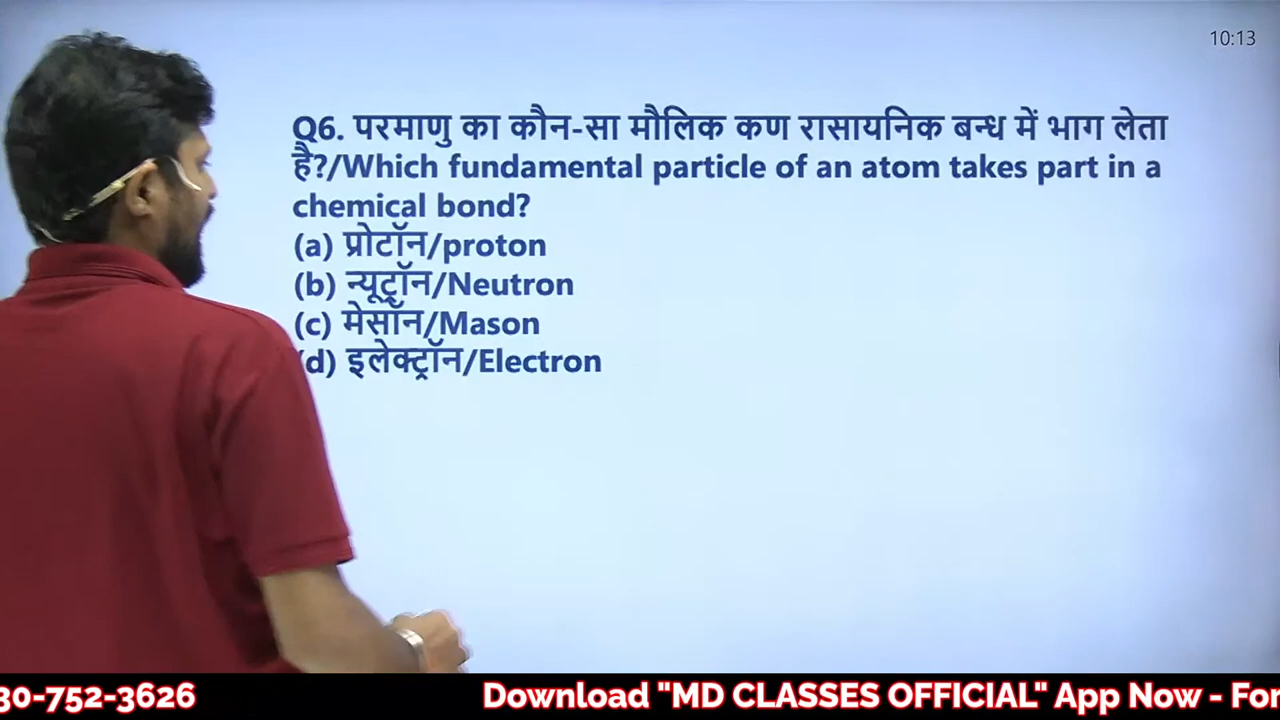 10:13
Q6. परमाणु का कौन-सा मौलिक कण रासायनिक बन्ध में भाग लेता
है?/Which fundamental particle of an atom takes part in a
chemical bond?
(a) प्रोटॉन/proton
(b) न्यूट्रॉन/Neutron
(c) मेसॉन/Mason
(d) इलेक्ट्रॉन/Electron
30-752-3626 Download "MD CLASSES OFFICIAL" App Now - For